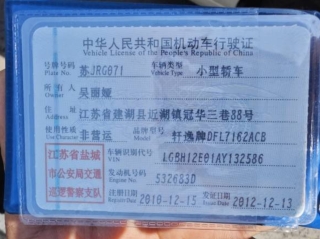 中华人民共和国机动车行驶证
Vehicle License of the People's Republic of China
号牌号码 苏JRG071 车辆类型 小型轿车
Plate No. Vehicle Type
所有人 吴丽媛
Owner
住址 江苏省建湖县近湖镇冠华三巷88号
Address
使用性质 非营运 品牌型号 轩逸牌DFL7162ACB
Use Character Model
江苏省盐城
市公安局交通
巡逻警察支队
车辆识别代号 LGBH12E01AY132586
VIN
发动机号码 532683D
Engine No.
注册日期 2010-12-15 发证日期 2012-12-13
Register Date Issue Date